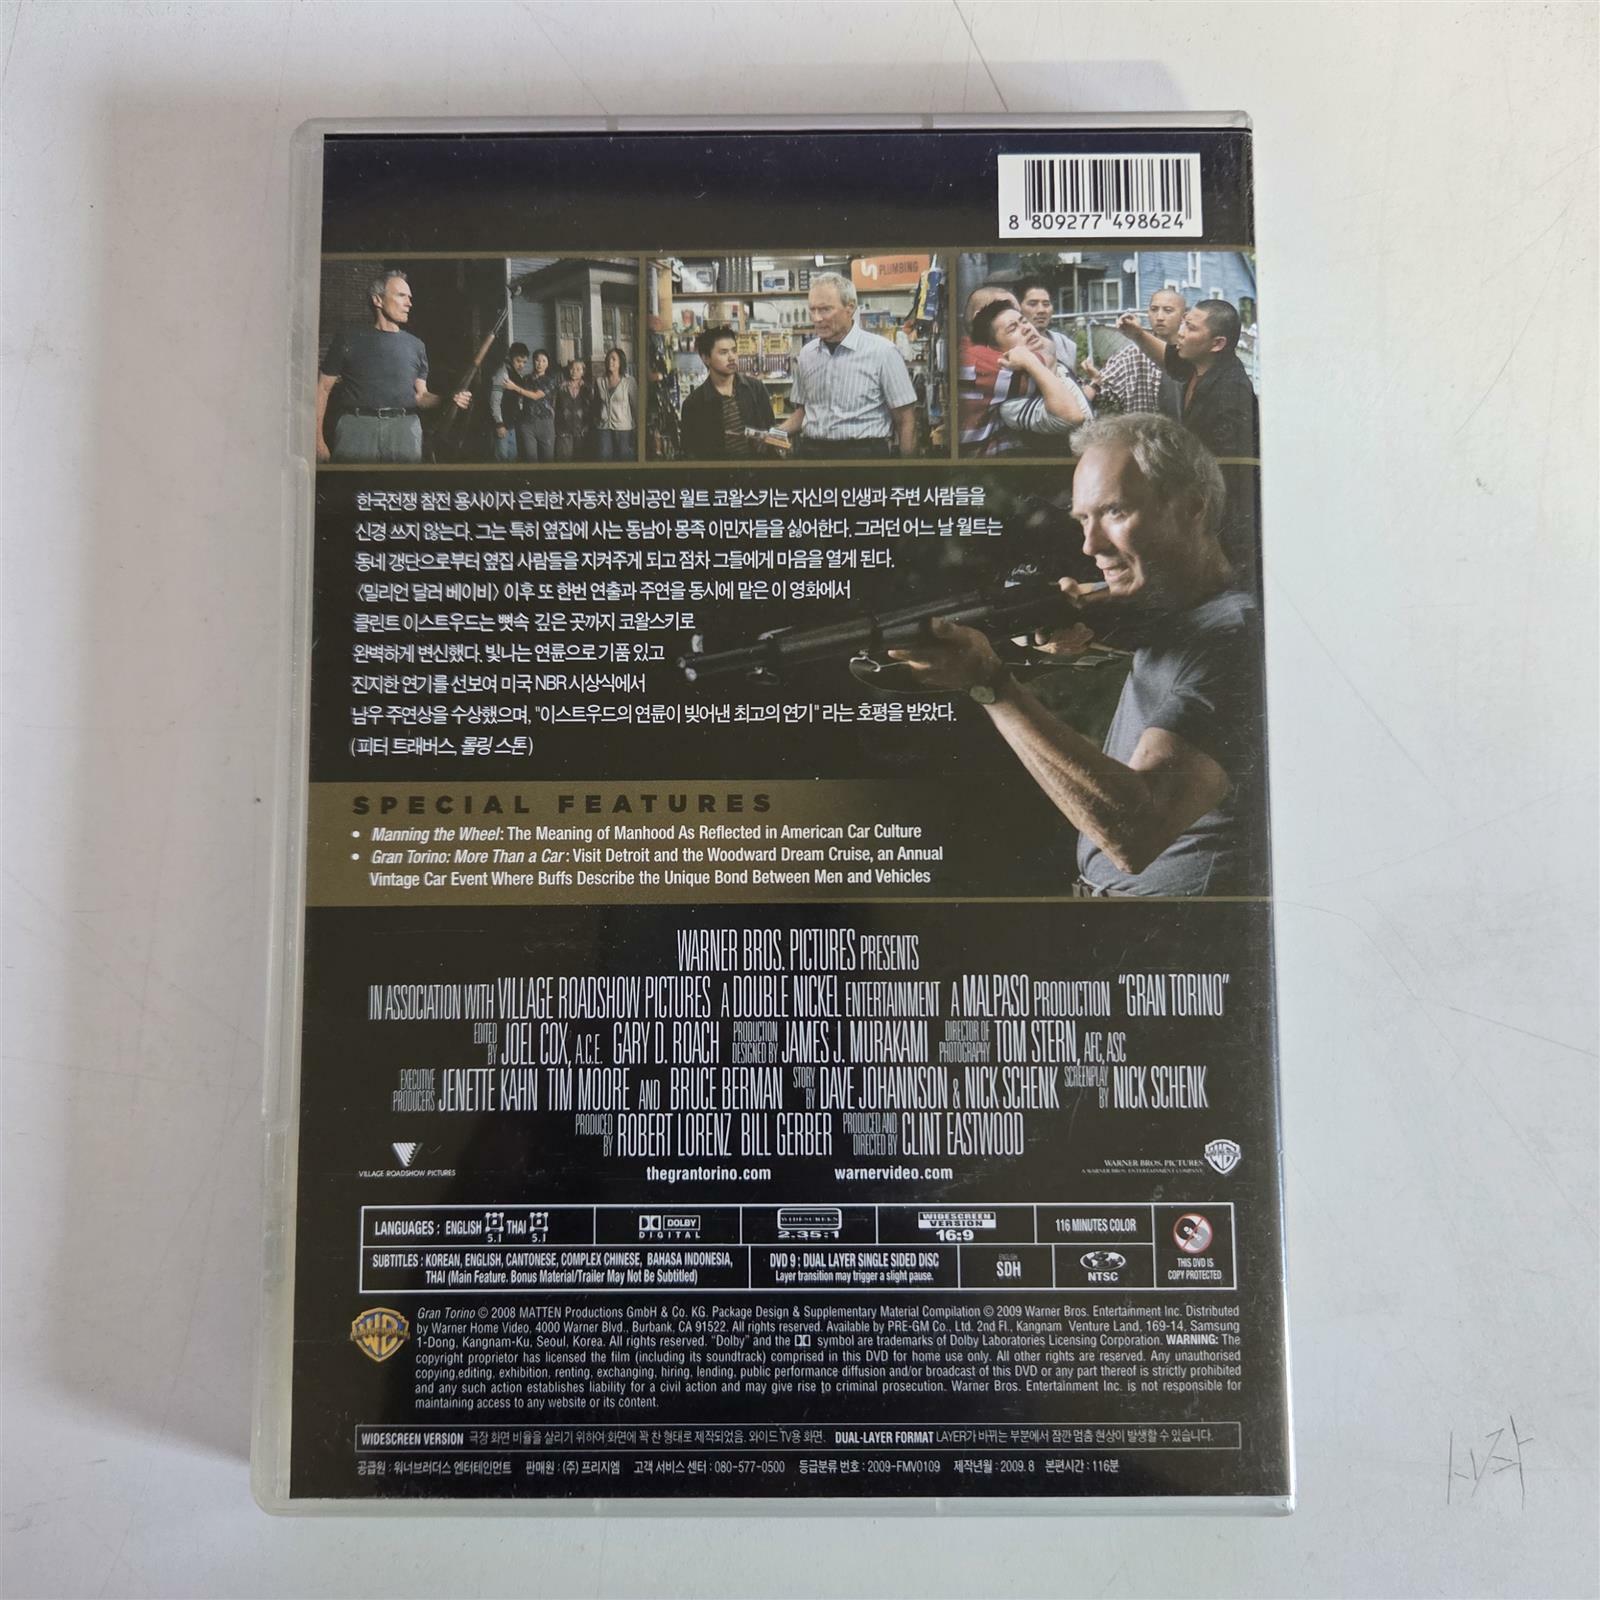 8 809277 498624
PLUMBING
한국전쟁 참전 용사이자 은퇴한 자동차 정비공인 월트 코왈스키는 자신의 인생과 주변 사람들을
신경 쓰지 않는다. 그는 특히 옆집에 사는 동남아 몽족 이민자들을 싫어한다. 그러던 어느 날 월트는
동네 갱단으로부터 옆집 사람들을 지켜주게 되고 점차 그들에게 마음을 열게 된다.
〈밀리언 달러 베이비〉 이후 또 한번 연출과 주연을 동시에 맡은 이 영화에서
클린트 이스트우드는 뼛속 깊은 곳까지 코왈스키로
완벽하게 변신했다. 빛나는 연륜으로 기품 있고
진지한 연기를 선보여 미국 NBR 시상식에서
남우 주연상을 수상했으며, "이스트우드의 연륜이 빚어낸 최고의 연기" 라는 호평을 받았다.
(피터 트래버스, 롤링 스톤)
SPECIAL FEATURES
• Manning the Wheel: The Meaning of Manhood As Reflected in American Car Culture
• Gran Torino: More Than a Car: Visit Detroit and the Woodward Dream Cruise, an Annual
Vintage Car Event Where Buffs Describe the Unique Bond Between Men and Vehicles
WARNER BROS. PICTURES PRESENTS
IN ASSOCIATION WITH VILLAGE ROADSHOW PICTURES A DOUBLE NICKEL ENTERTAINMENT A MALPASO PRODUCTION "GRAN TORINO"
EDITED BY JOEL COX, A.C.E. GARY D. ROACH PRODUCTION DESIGNED BY JAMES J. MURAKAMI DIRECTOR OF PHOTOGRAPHY TOM STERN, AFC, ASC
EXECUTIVE PRODUCERS JENETTE KAHN TIM MOORE AND BRUCE BERMAN STORY BY DAVE JOHANNSON & NICK SCHENK SCREENPLAY BY NICK SCHENK
PRODUCED BY ROBERT LORENZ BILL GERBER PRODUCED AND DIRECTED BY CLINT EASTWOOD
VILLAGE ROADSHOW PICTURES
thegrantorino.com warnervideo.com
WARNER BROS. PICTURES
A WARNER BROS. ENTERTAINMENT COMPANY
LANGUAGES : ENGLISH 5.1 THAI 5.1
DOLBY DIGITAL
WIDESCREEN 2.35:1
WIDESCREEN VERSION 16:9
116 MINUTES COLOR
THIS DVD IS COPY PROTECTED
SUBTITLES : KOREAN, ENGLISH, CANTONESE, COMPLEX CHINESE, BAHASA INDONESIA,
THAI (Main Feature. Bonus Material/Trailer May Not Be Subtitled)
DVD 9 : DUAL LAYER SINGLE SIDED DISC
Layer transition may trigger a slight pause.
ENGLISH SDH
NTSC
Gran Torino © 2008 MATTEN Productions GmbH & Co. KG. Package Design & Supplementary Material Compilation © 2009 Warner Bros. Entertainment Inc. Distributed
by Warner Home Video, 4000 Warner Blvd., Burbank, CA 91522. All rights reserved. Available by PRE-GM Co., Ltd. 2nd Fl., Kangnam Venture Land, 169-14, Samsung
1-Dong, Kangnam-Ku, Seoul, Korea. All rights reserved. "Dolby" and the symbol are trademarks of Dolby Laboratories Licensing Corporation. WARNING: The
copyright proprietor has licensed the film (including its soundtrack) comprised in this DVD for home use only. All other rights are reserved. Any unauthorised
copying,editing, exhibition, renting, exchanging, hiring, lending, public performance diffusion and/or broadcast of this DVD or any part thereof is strictly prohibited
and any such action establishes liability for a civil action and may give rise to criminal prosecution. Warner Bros. Entertainment Inc. is not responsible for
maintaining access to any website or its content.
WIDESCREEN VERSION 극장 화면 비율을 살리기 위하여 화면에 꽉 찬 형태로 제작되었음. 와이드 TV용 화면. DUAL-LAYER FORMAT LAYER가 바뀌는 부분에서 잠깐 멈춤 현상이 발생할 수 있습니다.
공급원 : 워너브러더스 엔터테인먼트 판매원 : (주) 프리지엠 고객 서비스 센터 : 080-577-0500 등급분류 번호 : 2009-FMV0109 제작년월 : 2009. 8 본편시간 : 116분